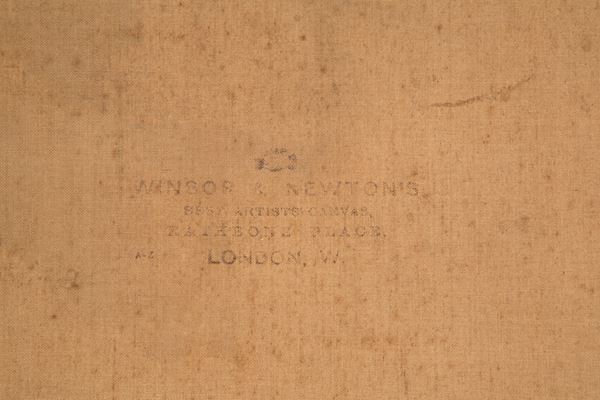 WINSOR & NEWTON'S
BEST ARTISTS' CANVAS,
RATHBONE PLACE,
A-Z LONDON, W.